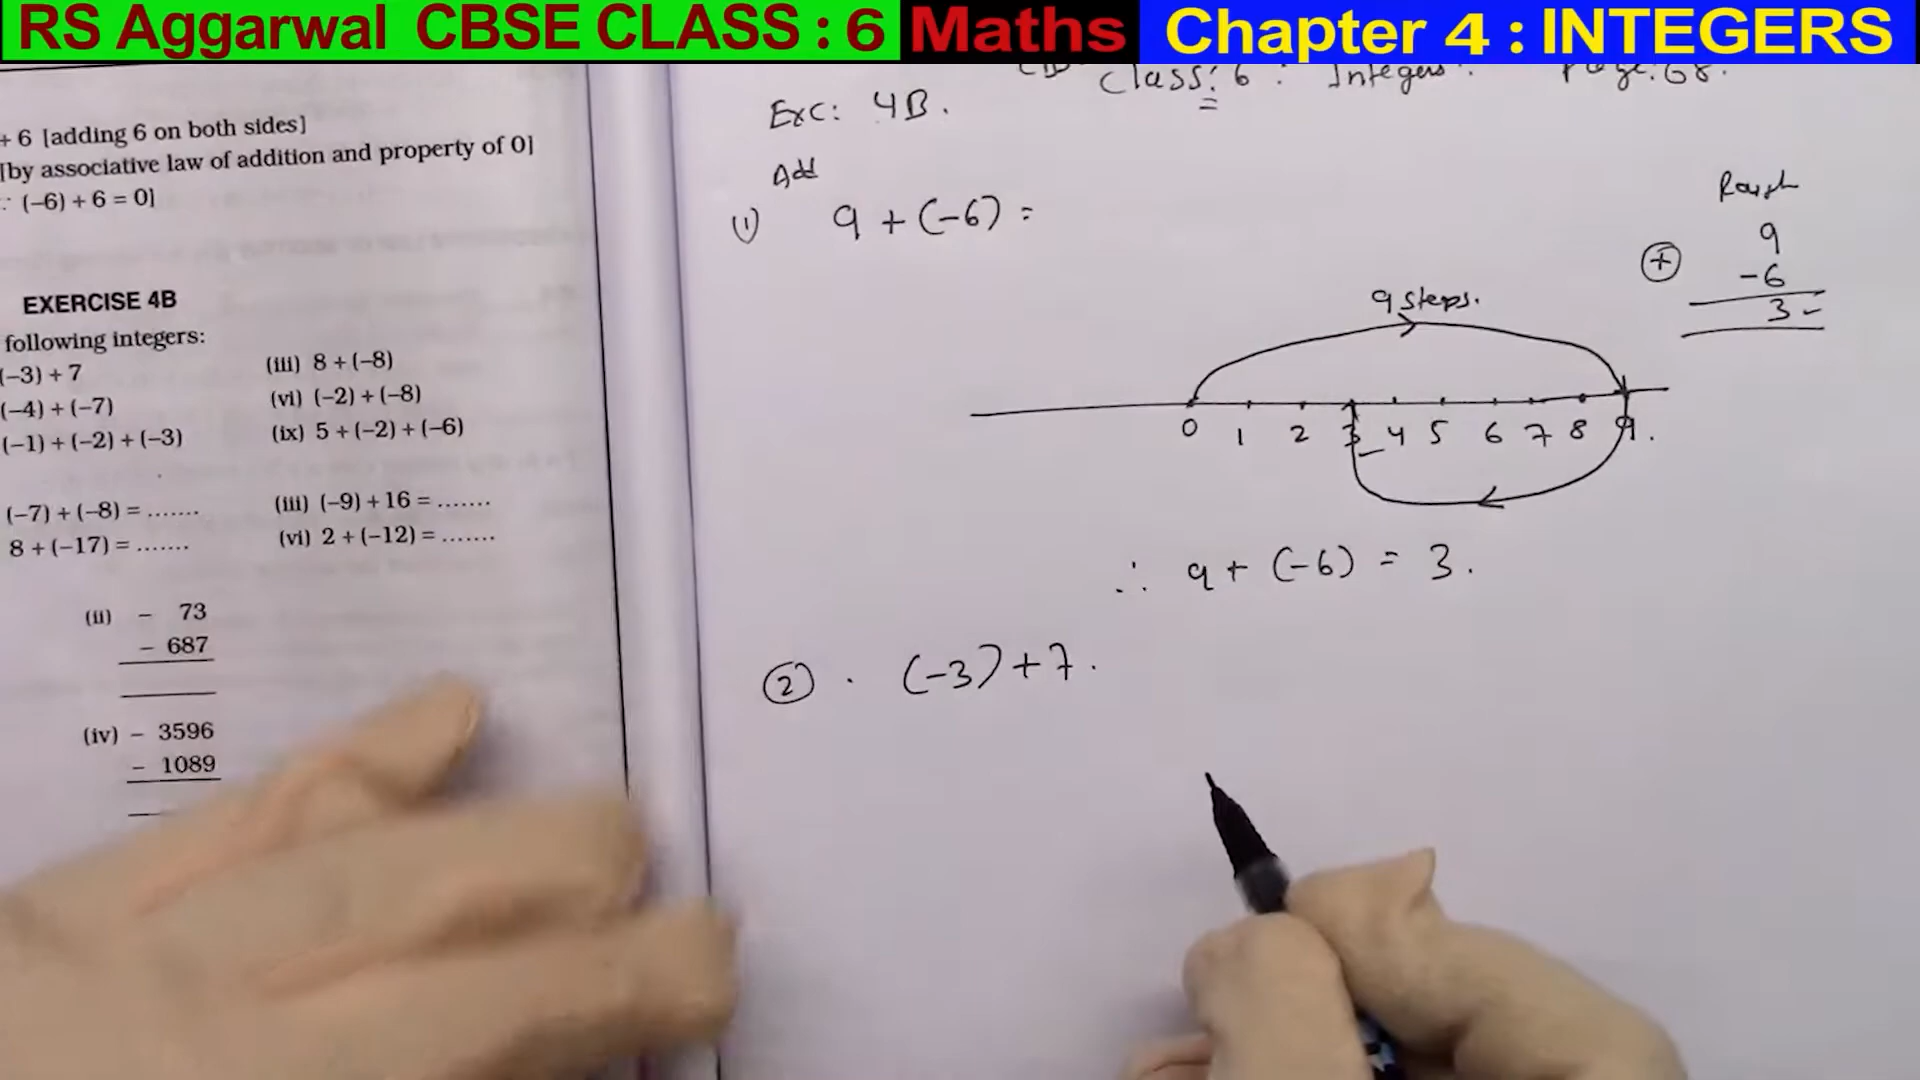 RS Aggarwal CBSE CLASS : 6 Maths Chapter 4 : INTEGERS
+ 6 [adding 6 on both sides]
[by associative law of addition and property of 0]
∵ (–6) + 6 = 0]
EXERCISE 4B
following integers:
(–3) + 7 (iii) 8 + (–8)
(–4) + (–7) (vi) (–2) + (–8)
(–1) + (–2) + (–3) (ix) 5 + (–2) + (–6)
(–7) + (–8) = ....... (iii) (–9) + 16 = .......
8 + (–17) = ....... (vi) 2 + (–12) = .......
(ii) – 73
– 687
(iv) – 3596
– 1089
Class: 6 : Integers : Page: 68.
Exc: 4B.
Add
(1) 9 + (-6) =
Rough
9
+ -6
3
9 steps.
0 1 2 3 4 5 6 7 8 9.
∴ 9 + (-6) = 3.
2 . (-3) + 7.